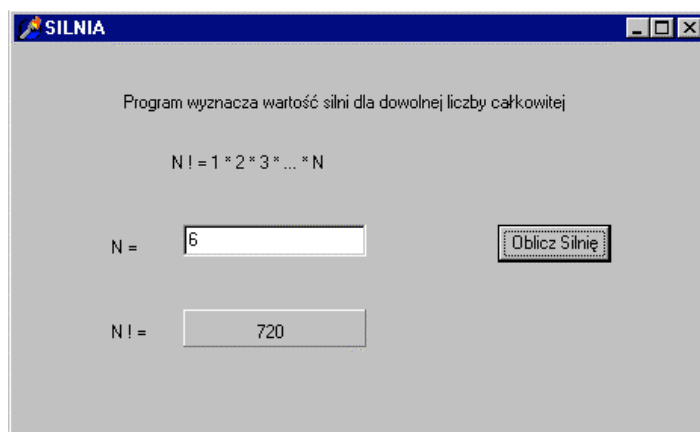 SILNIA
Program wyznacza wartość silni dla dowolnej liczby całkowitej
N ! = 1 * 2 * 3 * ... * N
N = 6 Oblicz Silnię
N ! = 720